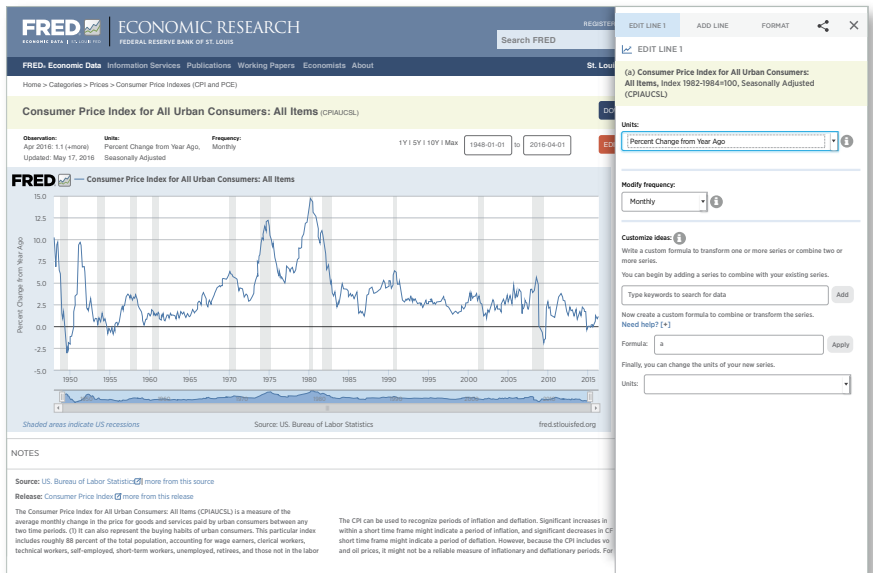 FRED
ECONOMIC RESEARCH
FEDERAL RESERVE BANK OF ST. LOUIS
REGISTER
Search FRED
FRED® Economic Data Information Services Publications Working Papers Economists About
St. Loui
Home > Categories > Prices > Consumer Price Indexes (CPI and PCE)
Consumer Price Index for All Urban Consumers: All Items (CPIAUCSL)
DO
Observation:
Apr 2016: 1.1 (+more)
Updated: May 17, 2016
Units:
Percent Change from Year Ago,
Seasonally Adjusted
Frequency:
Monthly
1Y I 5Y I 10Y I Max
1948-01-01
to
2016-04-01
FRED
Consumer Price Index for All Urban Consumers: All Items
Percent Change from Year Ago
15.0
12.5
10.0
7.5
5.0
2.5
0.0
-2.5
-5.0
1950 1955 1960 1965 1970 1975 1980 1985 1990 1995 2000 2005 2010 2015
Shaded areas indicate US recessions
Source: US. Bureau of Labor Statistics
fred.stlouisfed.org
NOTES
Source: US. Bureau of Labor Statistics more from this source
Release: Consumer Price Index more from this release
The Consumer Price Index for All Urban Consumers: All Items (CPIAUCSL) is a measure of the
average monthly change in the price for goods and services paid by urban consumers between any
two time periods. (1) It can also represent the buying habits of urban consumers. This particular index
includes roughly 88 percent of the total population, accounting for wage earners, clerical workers,
technical workers, self-employed, short-term workers, unemployed, retirees, and those not in the labor
The CPI can be used to recognize periods of inflation and deflation. Significant increases in
within a short time frame might indicate a period of inflation, and significant decreases in CF
short time frame might indicate a period of deflation. However, because the CPI includes vo
and oil prices, it might not be a reliable measure of inflationary and deflationary periods. For
EDIT LINE 1
ADD LINE
FORMAT
EDIT LINE 1
(a) Consumer Price Index for All Urban Consumers:
All Items, Index 1982-1984=100, Seasonally Adjusted
(CPIAUCSL)
Units:
Percent Change from Year Ago
Modify frequency:
Monthly
Customize ideas:
Write a custom formula to transform one or more series or combine two or
more series.
You can begin by adding a series to combine with your existing series.
Type keywords to search for data
Add
Now create a custom formula to combine or transform the series.
Need help? [+]
Formula:
a
Apply
Finally, you can change the units of your new series.
Units: